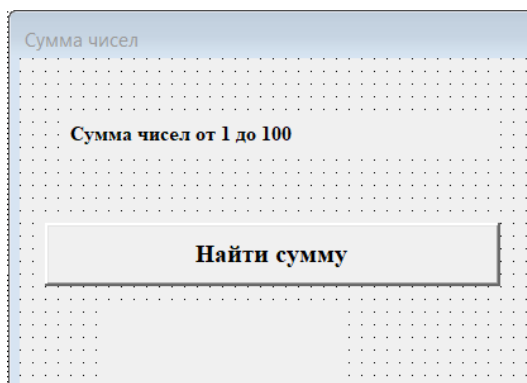 Сумма чисел
Сумма чисел от 1 до 100
Найти сумму